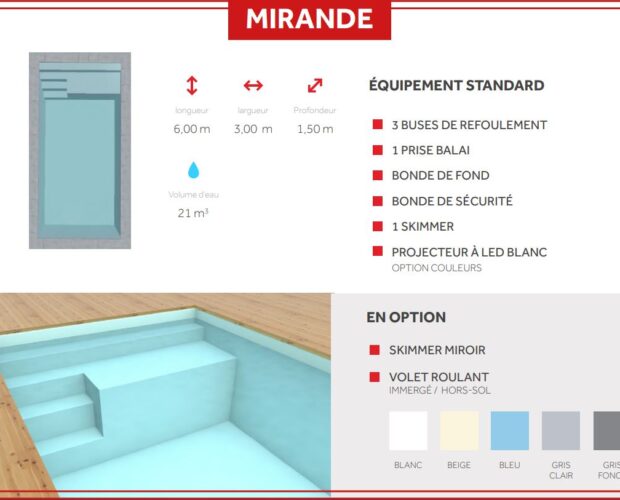 MIRANDE
longueur
largueur
Profondeur
6,00 m
3,00 m
1,50 m
Volume d'eau
21 m³
ÉQUIPEMENT STANDARD
3 BUSES DE REFOULEMENT
1 PRISE BALAI
BONDE DE FOND
BONDE DE SÉCURITÉ
1 SKIMMER
PROJECTEUR À LED BLANC
OPTION COULEURS
EN OPTION
SKIMMER MIROIR
VOLET ROULANT
IMMERGÉ / HORS-SOL
BLANC
BEIGE
BLEU
GRIS
CLAIR
GRIS
FONC